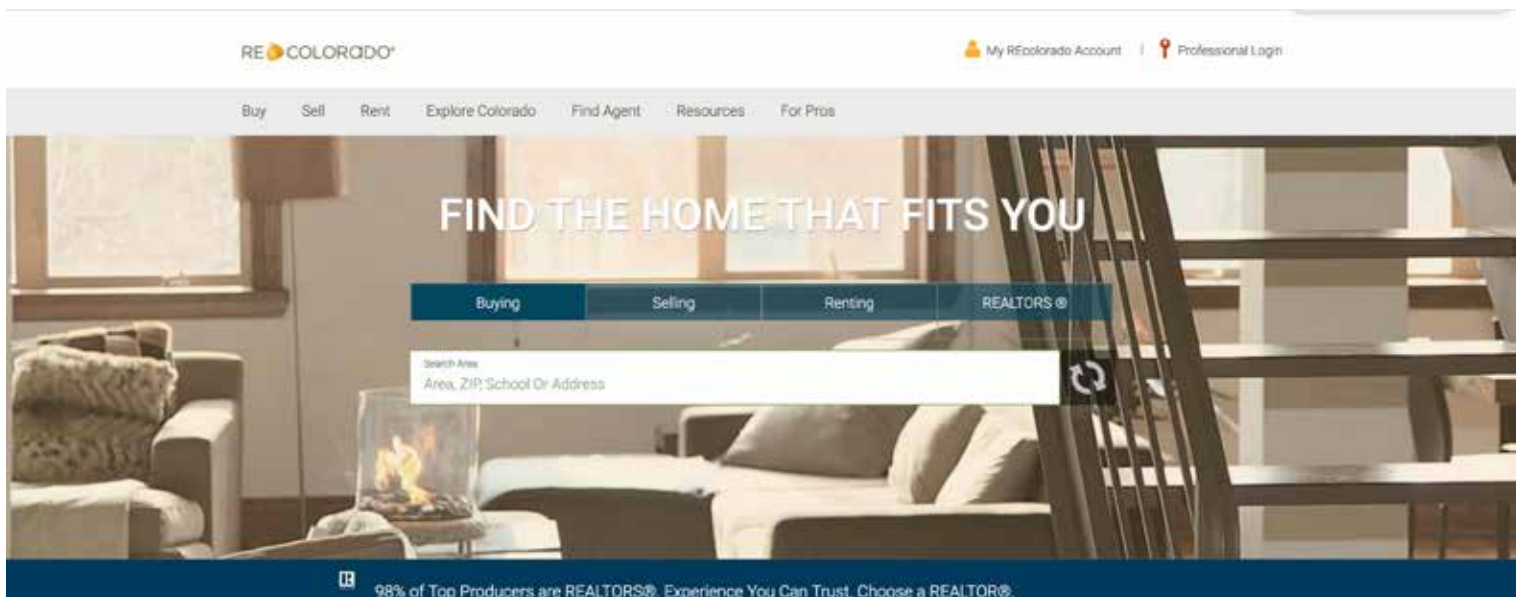 RE COLORADO®
My REcolorado Account | Professional Login
Buy Sell Rent Explore Colorado Find Agent Resources For Pros
FIND THE HOME THAT FITS YOU
Buying Selling Renting REALTORS ®
Search Area
Area, ZIP, School Or Address
98% of Top Producers are REALTORS®. Experience You Can Trust. Choose a REALTOR®.